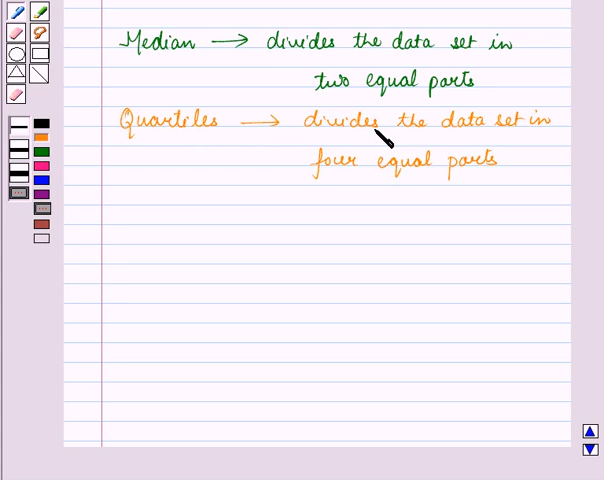 Median → divides the data set in
two equal parts
Quartiles → divides the data set in
four equal parts